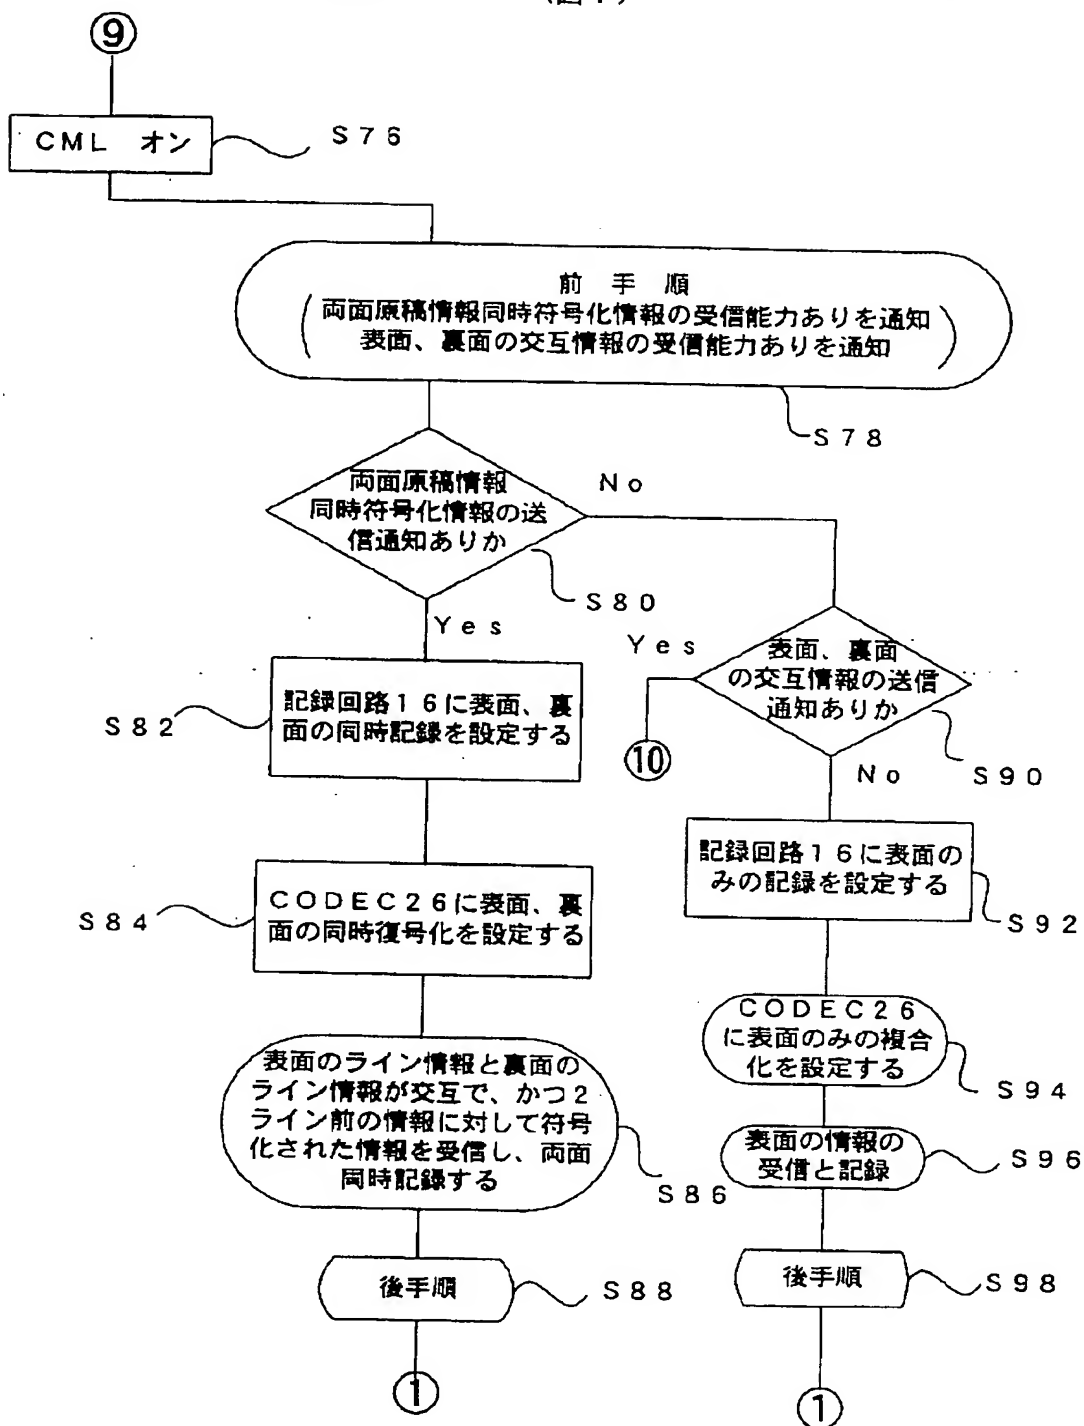 ⑨
CML オン
S76
前 手 順
両面原稿情報同時符号化情報の受信能力ありを通知
表面、裏面の交互情報の受信能力ありを通知
S78
両面原稿情報
同時符号化情報の送
信通知ありか
No
S80
Yes
Yes
表面、裏面
の交互情報の送信
通知ありか
記録回路16に表面、裏
面の同時記録を設定する
S82
⑩
No
S90
記録回路16に表面の
みの記録を設定する
S92
CODEC26に表面、裏
面の同時復号化を設定する
S84
CODEC26
に表面のみの複合
化を設定する
S94
表面のライン情報と裏面の
ライン情報が交互で、かつ2
ライン前の情報に対して符号
化された情報を受信し、両面
同時記録する
S86
表面の情報の
受信と記録
S96
後手順
S88
後手順
S98
①
①